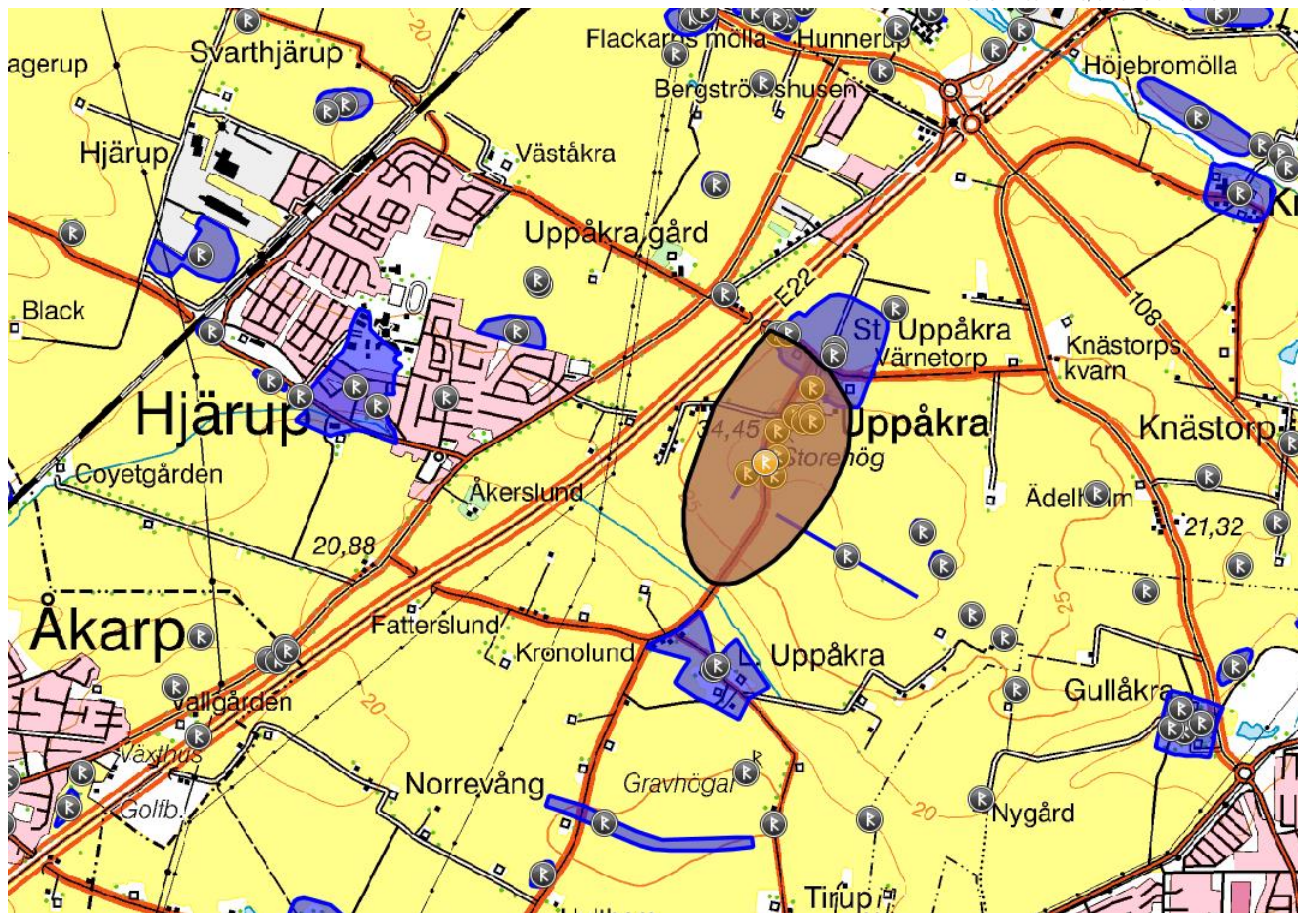 Svarthjärup
Flackarps mölla
Hunnerup
Höjebromölla
agerup
Bergströmshusen
Hjärup
Väståkra
20
Uppåkra gård
E22
108
Black
St. Uppåkra
Värnetorp
Knästorps
kvarn
Hjärup
34,45
Uppåkra
Knästorp
Storehög
Coyetgården
Åkerslund
Ädelholm
21,32
20,88
25
25
Åkarp
Fatterslund
Kronolund
L. Uppåkra
Gullåkra
Vallgården
20
Växthus
Norrevång
Gravhögar
20
Golfb.
Nygård
Tirup